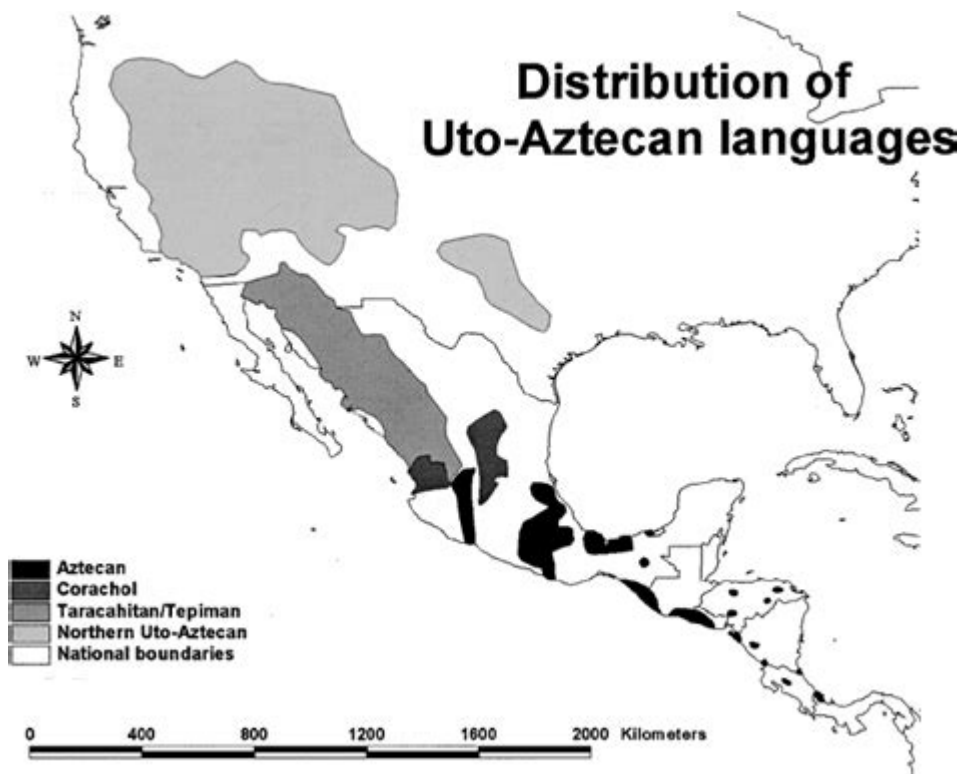 Distribution of
Uto-Aztecan languages
N
W E
S
Aztecan
Corachol
Taracahitan/Tepiman
Northern Uto-Aztecan
National boundaries
0 400 800 1200 1600 2000 Kilometers